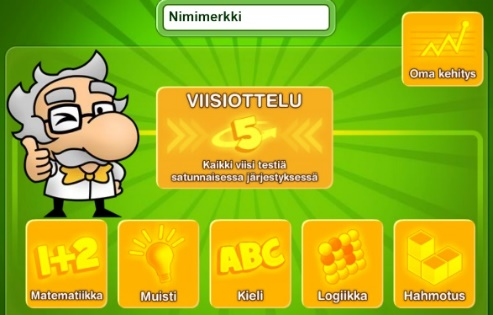 Nimimerkki
Oma kehitys
VIISIOTTELU
5
Kaikki viisi testiä
satunnaisessa järjestyksessä
1+2
Matematiikka
Muisti
ABC
Kieli
Logiikka
Hahmotus